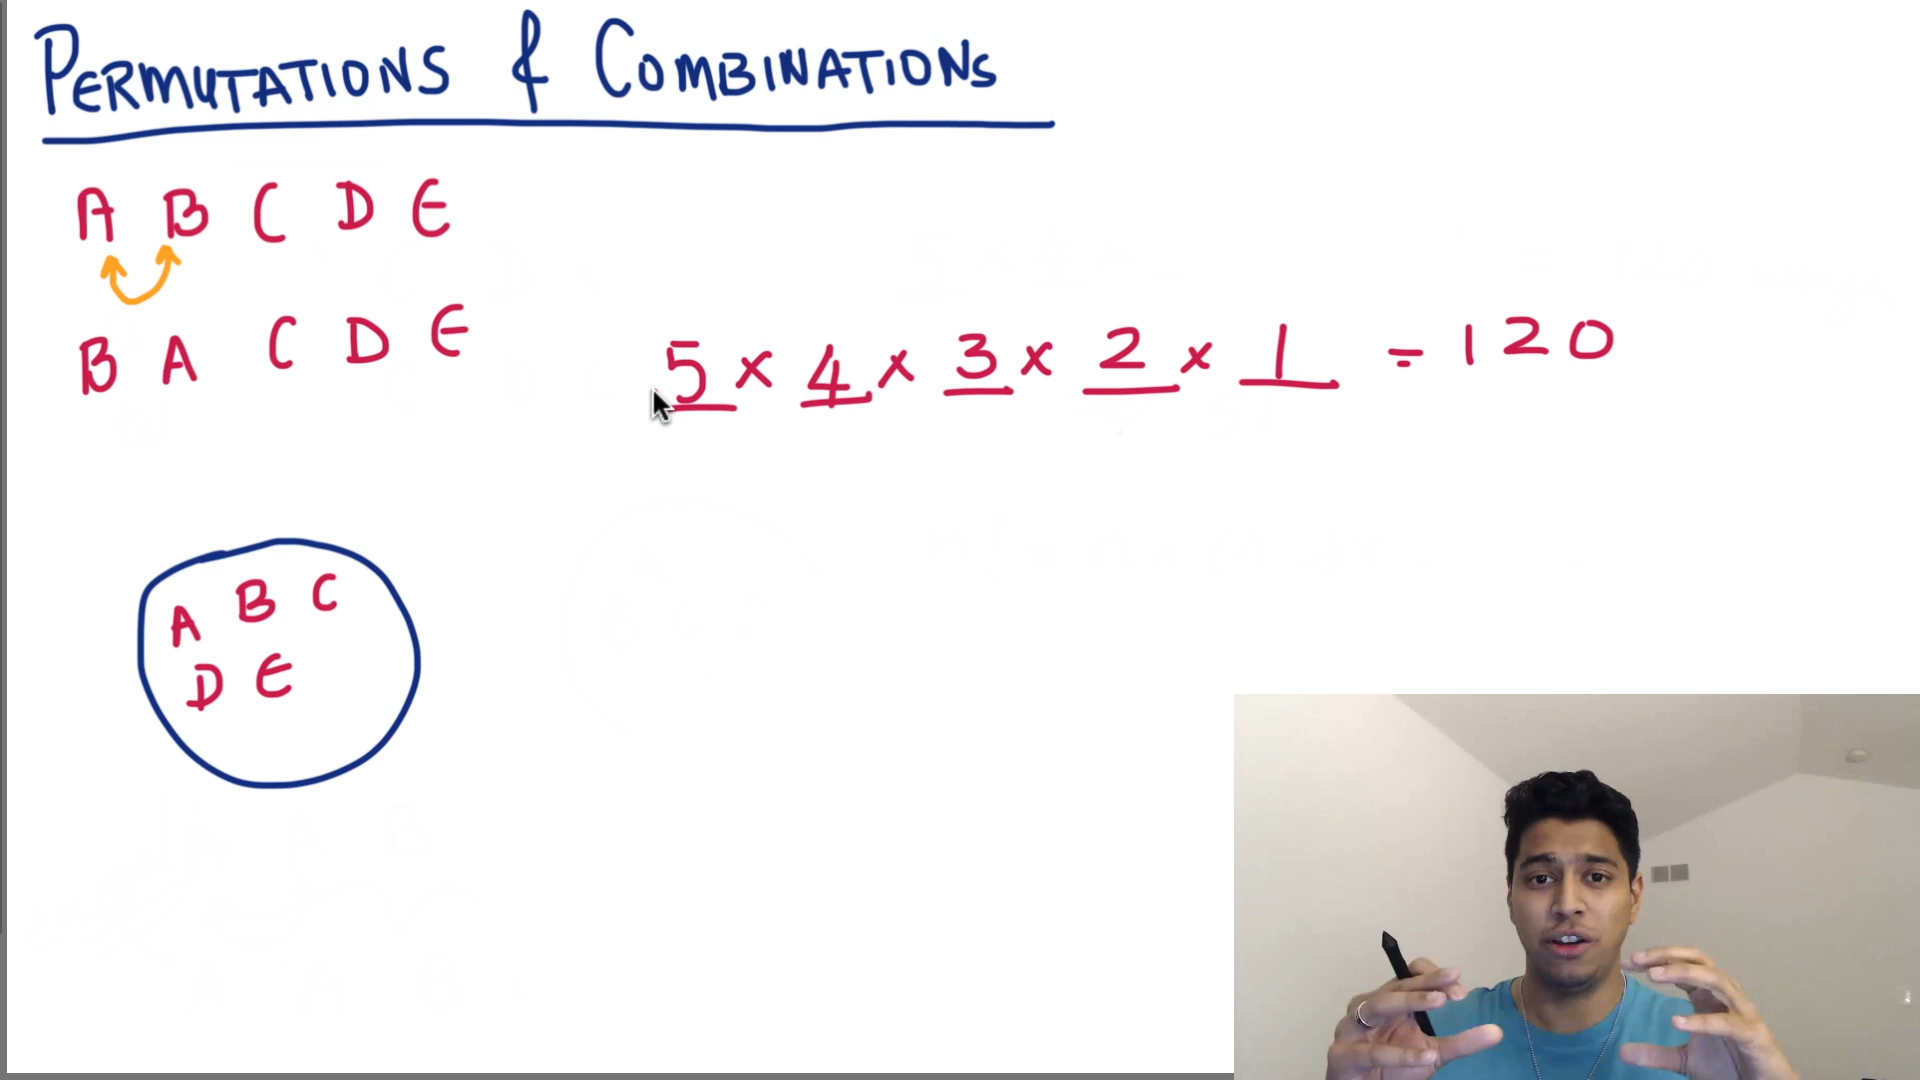 PERMUTATIONS & COMBINATIONS
A B C D E
B A C D E
5 × 4 × 3 × 2 × 1 = 120
A B C
D E